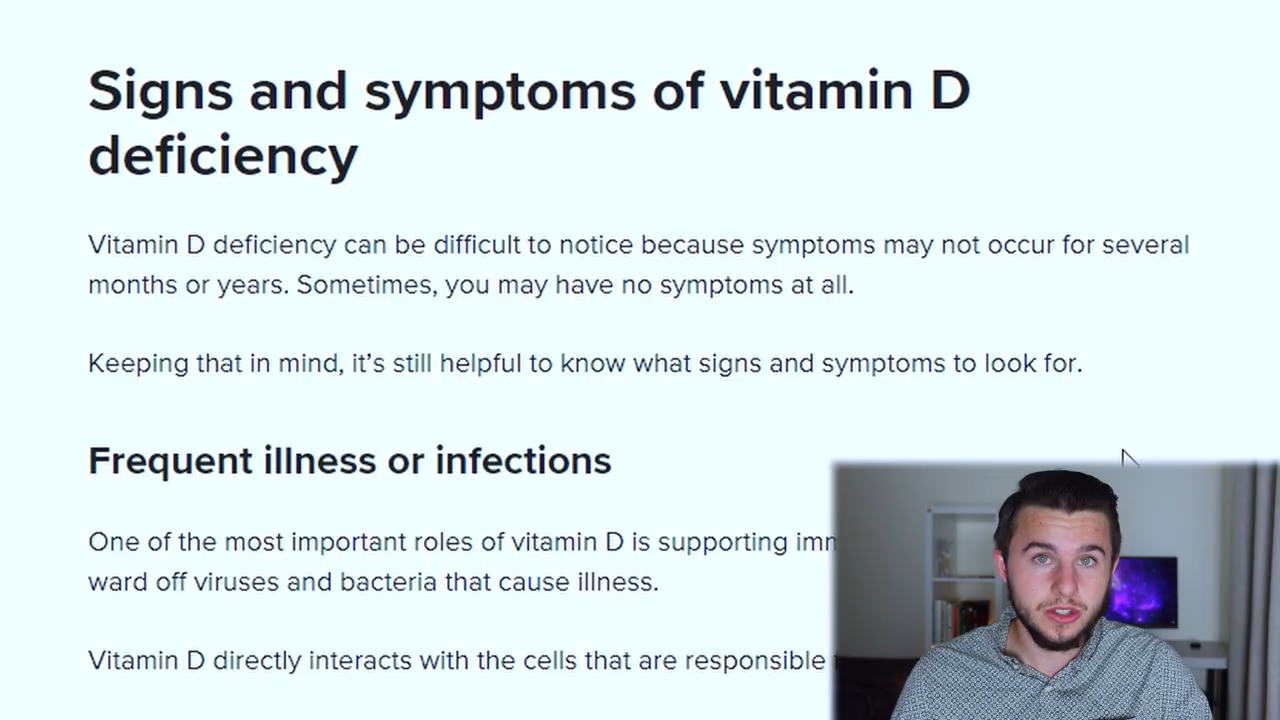 Signs and symptoms of vitamin D
deficiency
Vitamin D deficiency can be difficult to notice because symptoms may not occur for several
months or years. Sometimes, you may have no symptoms at all.
Keeping that in mind, it’s still helpful to know what signs and symptoms to look for.
Frequent illness or infections
One of the most important roles of vitamin D is supporting
ward off viruses and bacteria that cause illness.
Vitamin D directly interacts with the cells that are responsible